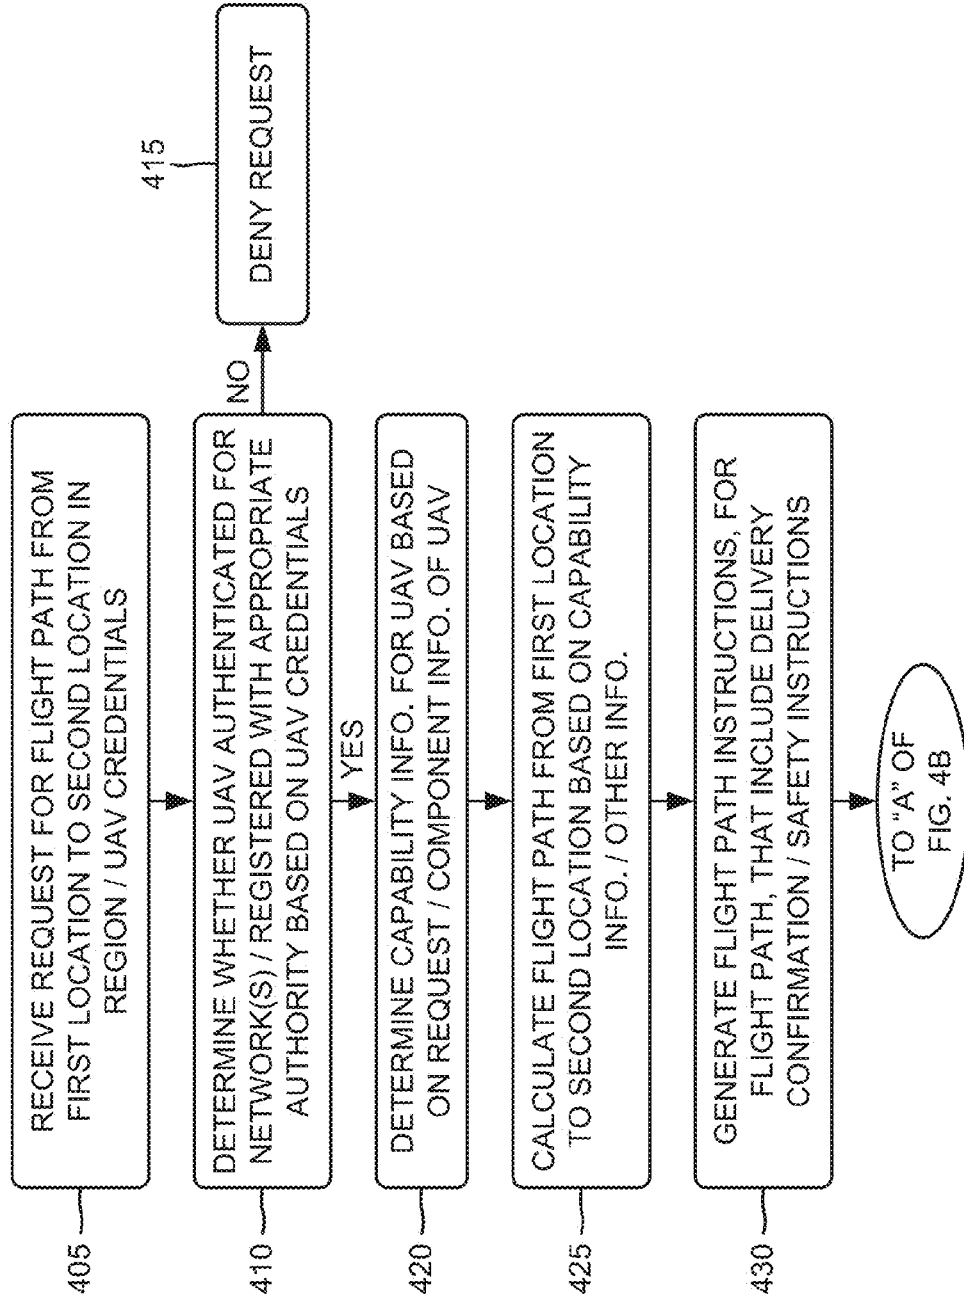 405
RECEIVE REQUEST FOR FLIGHT PATH FROM
FIRST LOCATION TO SECOND LOCATION IN
REGION / UAV CREDENTIALS
410
DETERMINE WHETHER UAV AUTHENTICATED FOR
NETWORK(S) / REGISTERED WITH APPROPRIATE
AUTHORITY BASED ON UAV CREDENTIALS
NO
415
DENY REQUEST
YES
420
DETERMINE CAPABILITY INFO. FOR UAV BASED
ON REQUEST / COMPONENT INFO. OF UAV
425
CALCULATE FLIGHT PATH FROM FIRST LOCATION
TO SECOND LOCATION BASED ON CAPABILITY
INFO. / OTHER INFO.
430
GENERATE FLIGHT PATH INSTRUCTIONS, FOR
FLIGHT PATH, THAT INCLUDE DELIVERY
CONFIRMATION / SAFETY INSTRUCTIONS
TO "A" OF
FIG. 4B